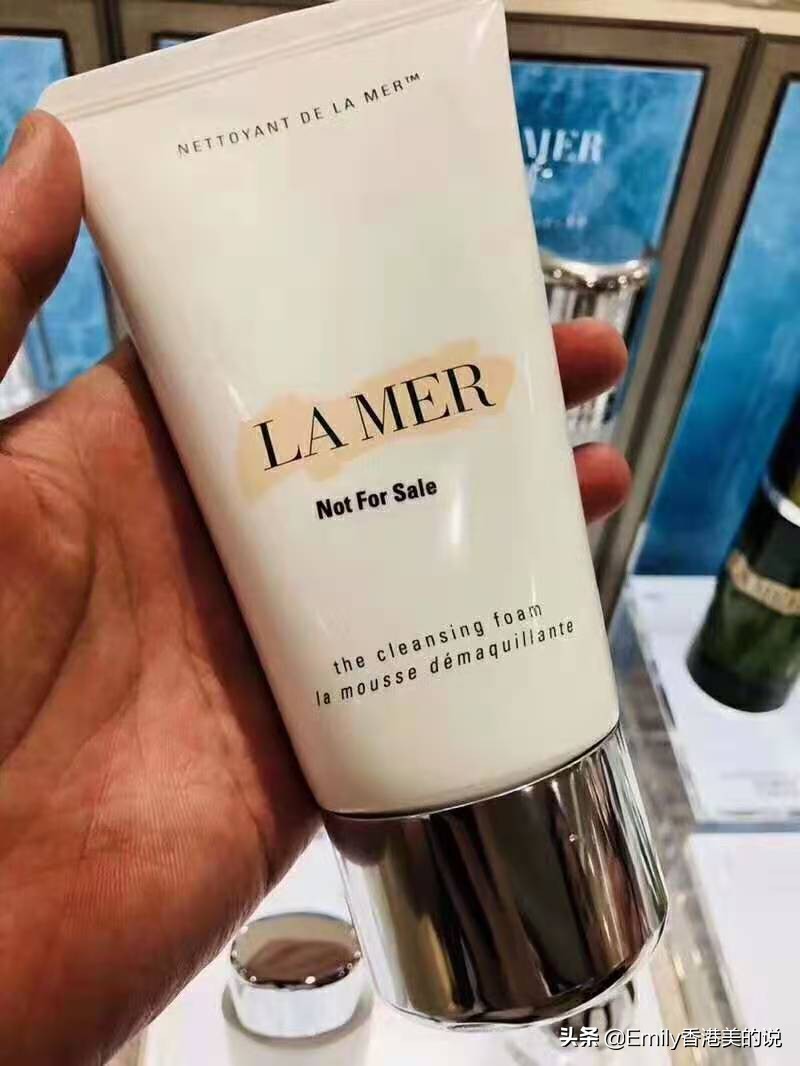 NETTOYANT DE LA MER™
LA MER
Not For Sale
the cleansing foam
la mousse démaquillante
头条 @Emily香港美的说